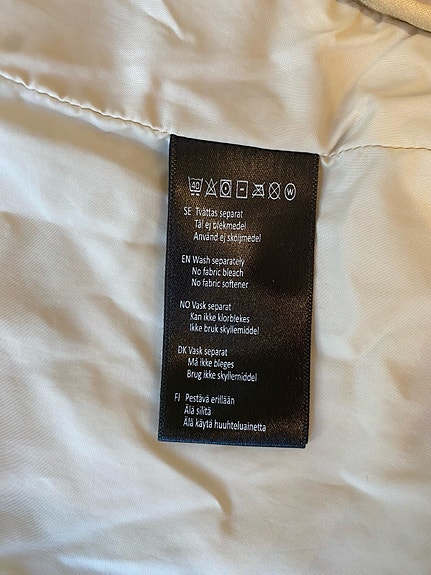 40 W
SE Tvättas separat
Tål ej blekmedel
Använd ej sköljmedel
EN Wash separately
No fabric bleach
No fabric softener
NO Vask separat
Kan ikke klorblekes
Ikke bruk skyllemiddel
DK Vask separat
Må ikke bleges
Brug ikke skyllemiddel
FI Pestävä erillään
Älä silitä
Älä käytä huuhteluainetta